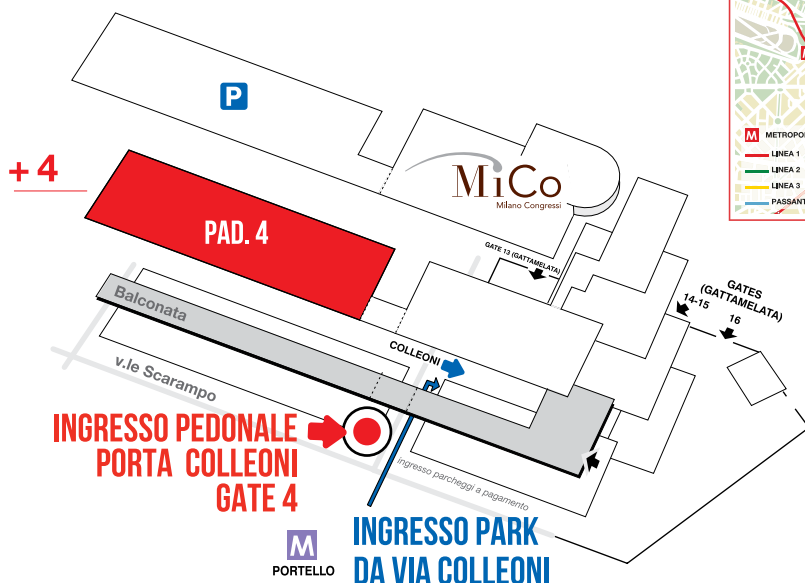 P
+ 4
MiCo
Milano Congressi
PAD. 4
M METROPO
LINEA 1
LINEA 2
LINEA 3
PASSANT
GATE 13 (GATTAMELATA)
GATES
(GATTAMELATA)
14-15
16
Balconata
COLLEONI
v.le Scarampo
INGRESSO PEDONALE
PORTA COLLEONI
GATE 4
ingresso parcheggi a pagamento
M
PORTELLO
INGRESSO PARK
DA VIA COLLEONI